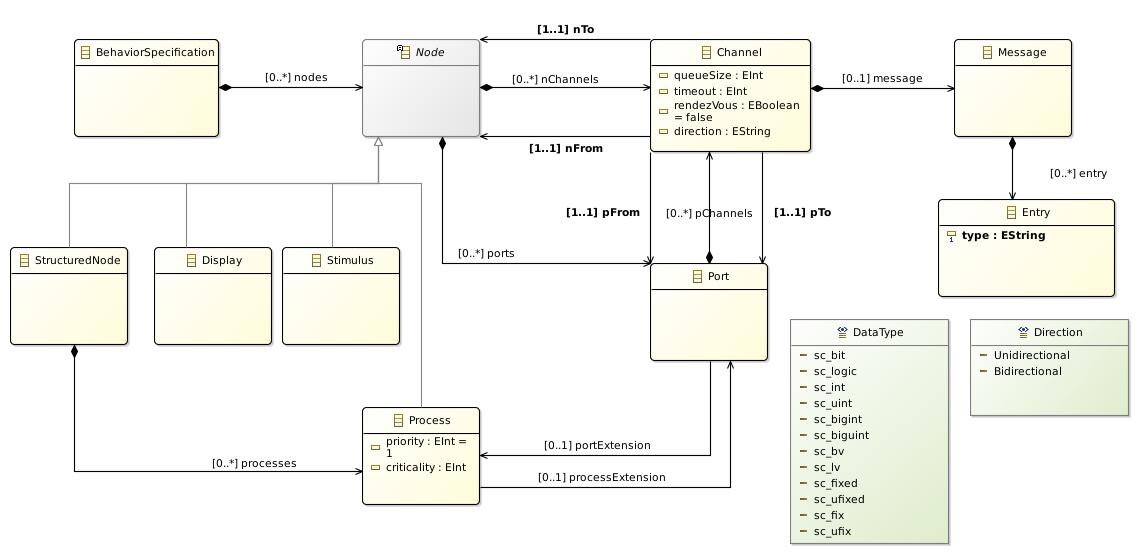 [1..1] nTo
BehaviorSpecification
Node
Channel
Message
[0..*] nodes
[0..*] nChannels
queueSize : EInt
timeout : EInt
rendezVous : EBoolean
= false
direction : EString
[0..1] message
[1..1] nFrom
[0..*] entry
[1..1] pFrom
[0..*] pChannels
[1..1] pTo
Entry
type : EString
StructuredNode
Display
Stimulus
[0..*] ports
Port
DataType
sc_bit
sc_logic
sc_int
sc_uint
sc_bigint
sc_biguint
sc_bv
sc_lv
sc_fixed
sc_ufixed
sc_fix
sc_ufix
Direction
Unidirectional
Bidirectional
Process
priority : EInt =
1
criticality : EInt
[0..*] processes
[0..1] portExtension
[0..1] processExtension